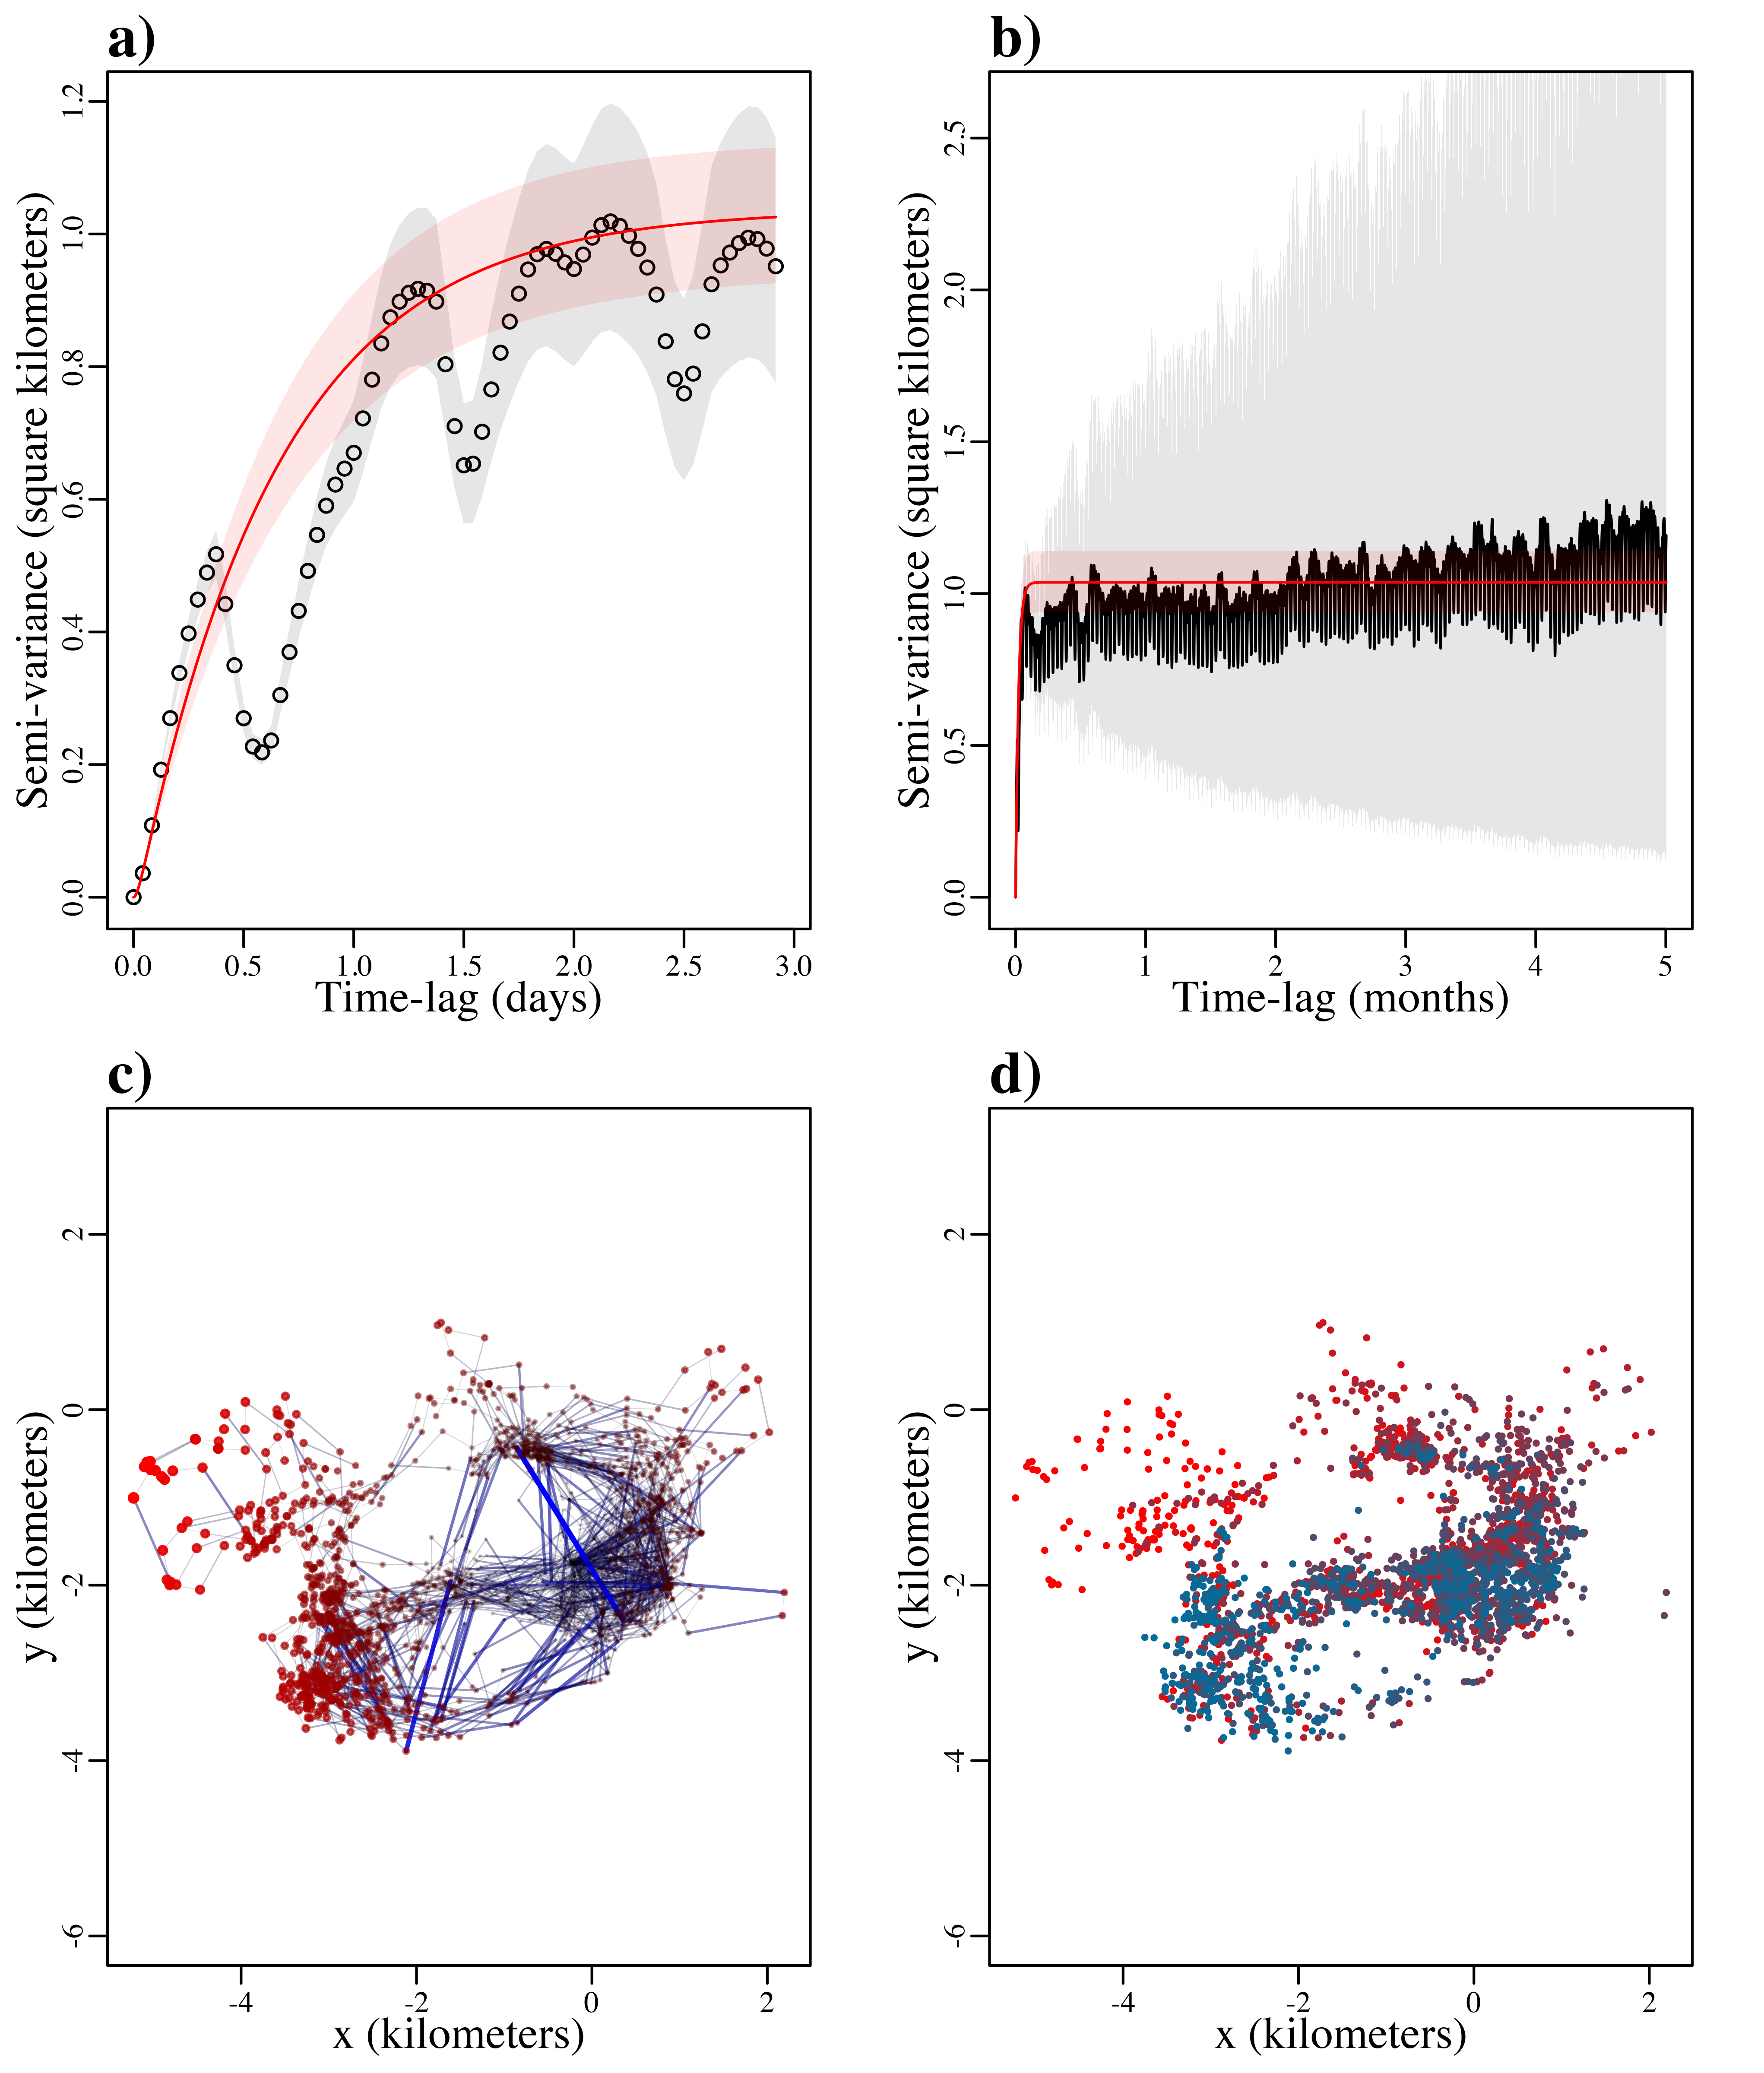 a)
Semi-variance (square kilometers)
1.2
1.0
0.8
0.6
0.4
0.2
0.0
0.0 0.5 1.0 1.5 2.0 2.5 3.0
Time-lag (days)
b)
Semi-variance (square kilometers)
2.5
2.0
1.5
1.0
0.5
0.0
0 1 2 3 4 5
Time-lag (months)
c)
y (kilometers)
2
0
-2
-4
-6
-4 -2 0 2
x (kilometers)
d)
y (kilometers)
2
0
-2
-4
-6
-4 -2 0 2
x (kilometers)